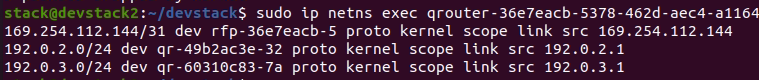 stack@devstack2:~/devstack$ sudo ip netns exec qrouter-36e7eacb-5378-462d-aec4-a1164
169.254.112.144/31 dev rfp-36e7eacb-5 proto kernel scope link src 169.254.112.144
192.0.2.0/24 dev qr-49b2ac3e-32 proto kernel scope link src 192.0.2.1
192.0.3.0/24 dev qr-60310c83-7a proto kernel scope link src 192.0.3.1